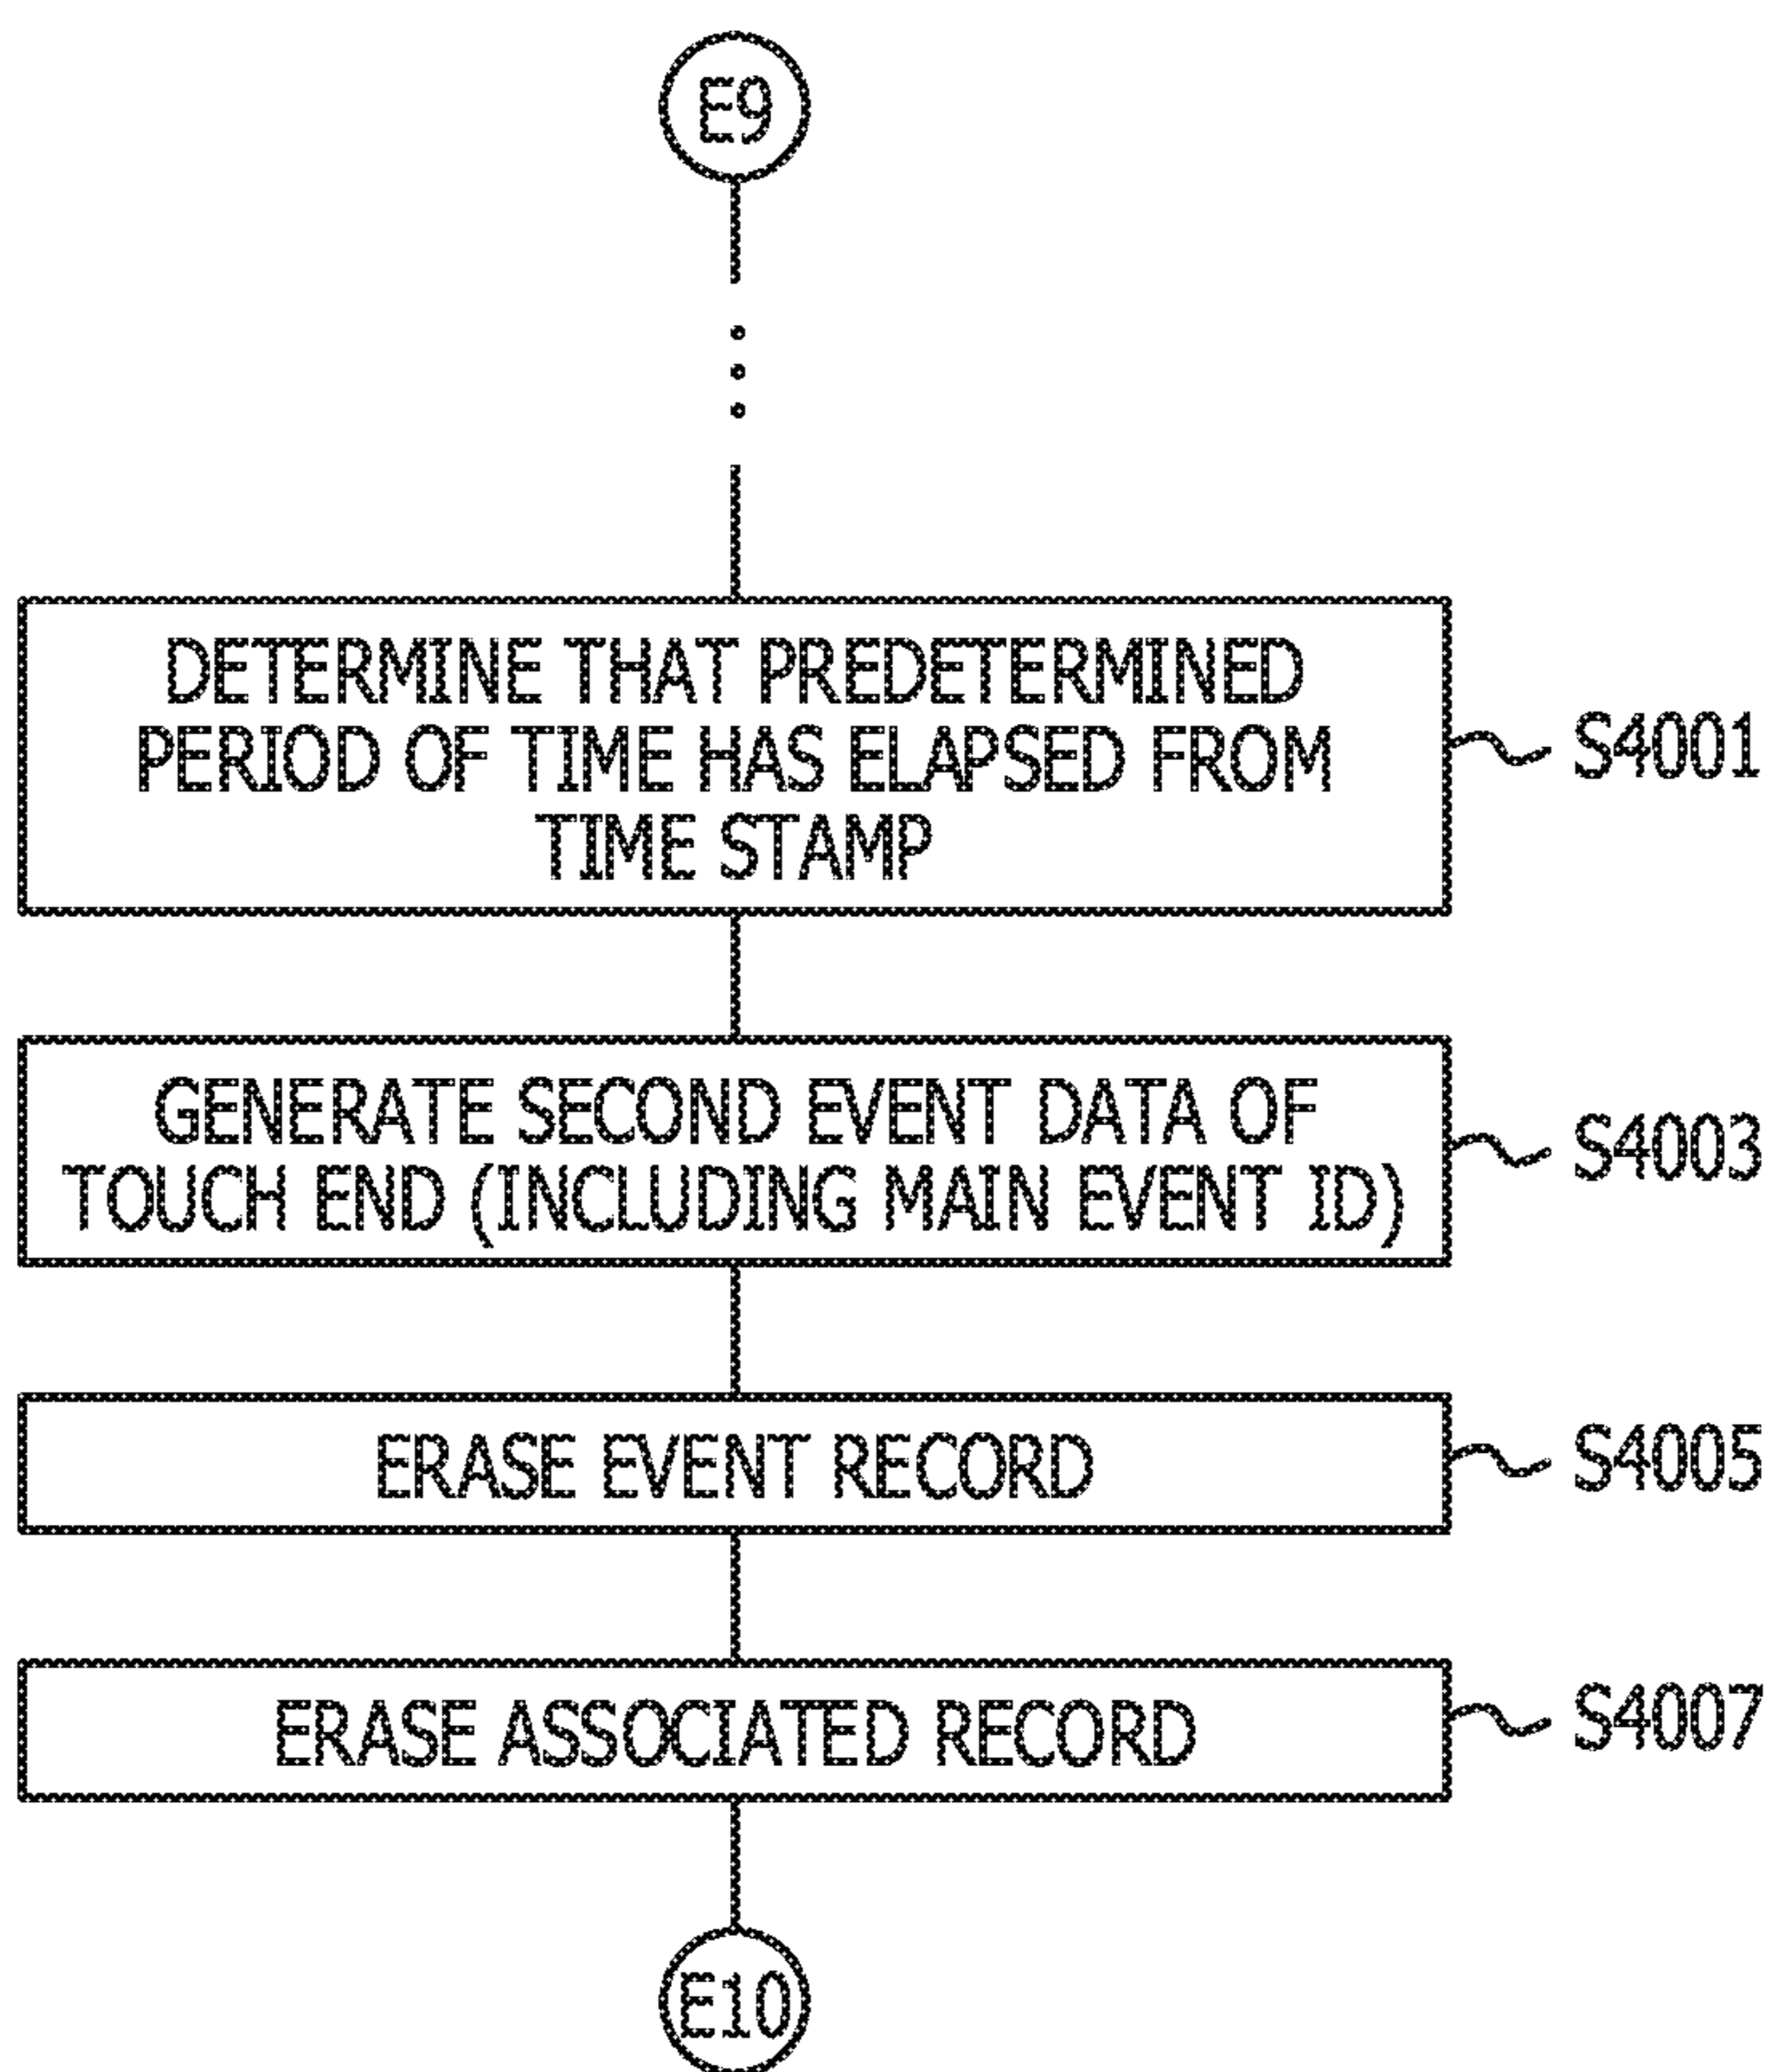 E9
DETERMINE THAT PREDETERMINED
PERIOD OF TIME HAS ELAPSED FROM
TIME STAMP
S4001
GENERATE SECOND EVENT DATA OF
TOUCH END (INCLUDING MAIN EVENT ID)
S4003
ERASE EVENT RECORD
S4005
ERASE ASSOCIATED RECORD
S4007
E10